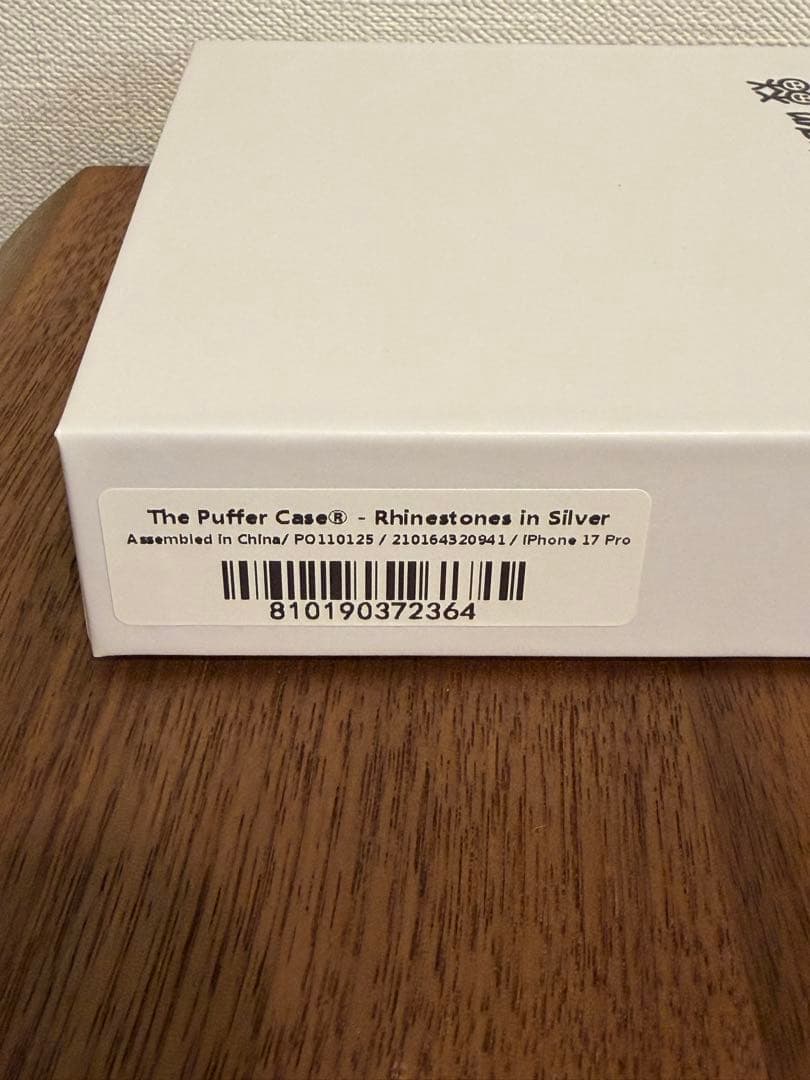 The Puffer Case® - Rhinestones in Silver
Assembled in China/ PO110125 / 210164320941 / iPhone 17 Pro
810190372364